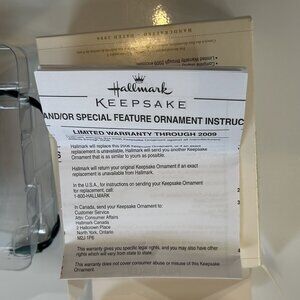 Hallmark
KEEPSAKE
AND/OR SPECIAL FEATURE ORNAMENT INSTRUC
LIMITED WARRANTY THROUGH 2009
Hallmark will replace this 2008 Keepsake Ornament
replacement is unavailable, Hallmark will send you another Keepsake
Ornament that is as similar to yours as possible.
Hallmark will return your original Keepsake Ornament if an exact
replacement is unavailable from Hallmark.
In the U.S.A., for instructions on sending your Keepsake Ornament
for replacement, call:
1-800-HALLMARK
In Canada, send your Keepsake Ornament to:
Customer Service
Attn: Consumer Affairs
Hallmark Canada
2 Hallcrown Place
North York, Ontario
M2J 1P6
This warranty gives you specific legal rights, and you may also have other
rights which will vary from state to state.
This warranty does not cover consumer abuse or misuse of this Keepsake
Ornament.